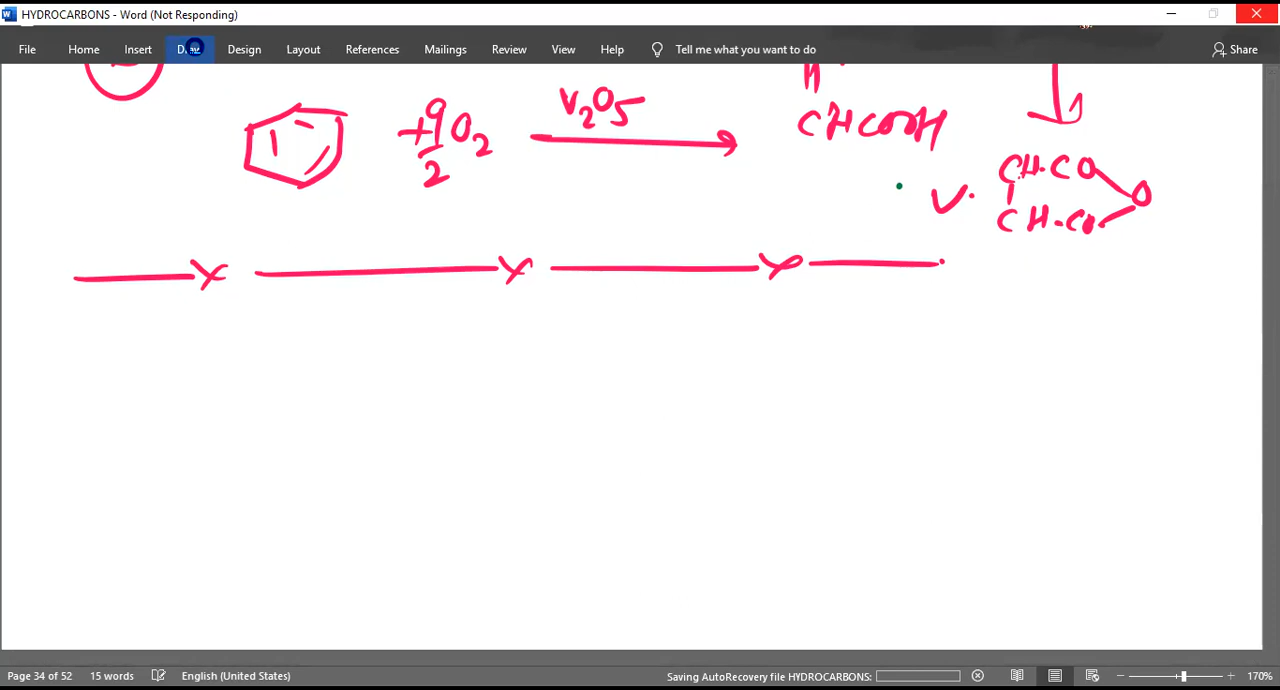 HYDROCARBONS - Word (Not Responding)
File Home Insert Design Layout References Mailings Review View Help Tell me what you want to do Share
V2O5
+ 9/2 O2
CHCOOH
CH·CO
O
V.
CH-CO
Page 34 of 52 15 words English (United States) Saving AutoRecovery file HYDROCARBONS: 170%